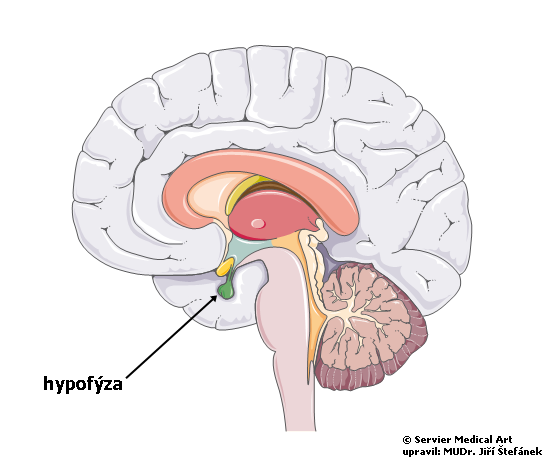 hypofýza
© Servier Medical Art
upravil: MUDr. Jiří Štefánek